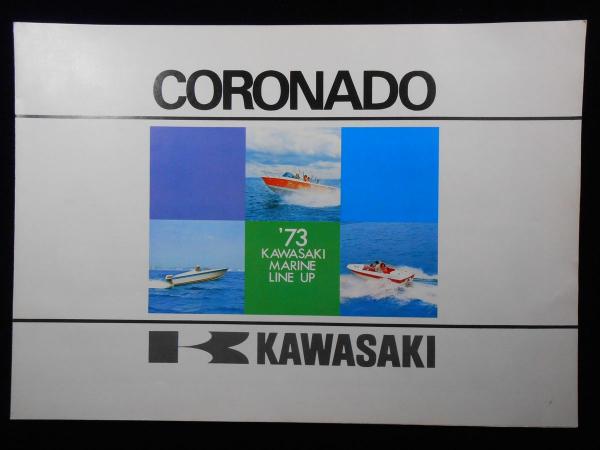 CORONADO
'73
KAWASAKI
MARINE
LINE UP
KAWASAKI